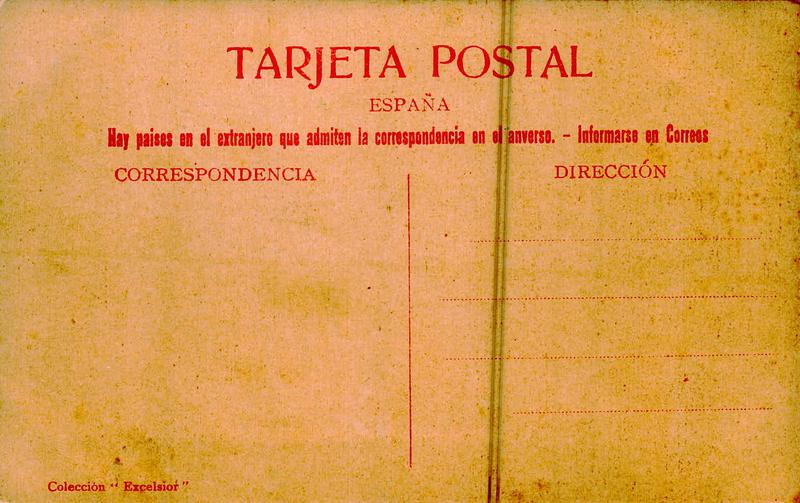 TARJETA POSTAL
ESPAÑA
Hay paises en el extranjero que admiten la correspondencia en el anverso. – Informarse en Correos
CORRESPONDENCIA
DIRECCIÓN
Colección “ Excelsior ”